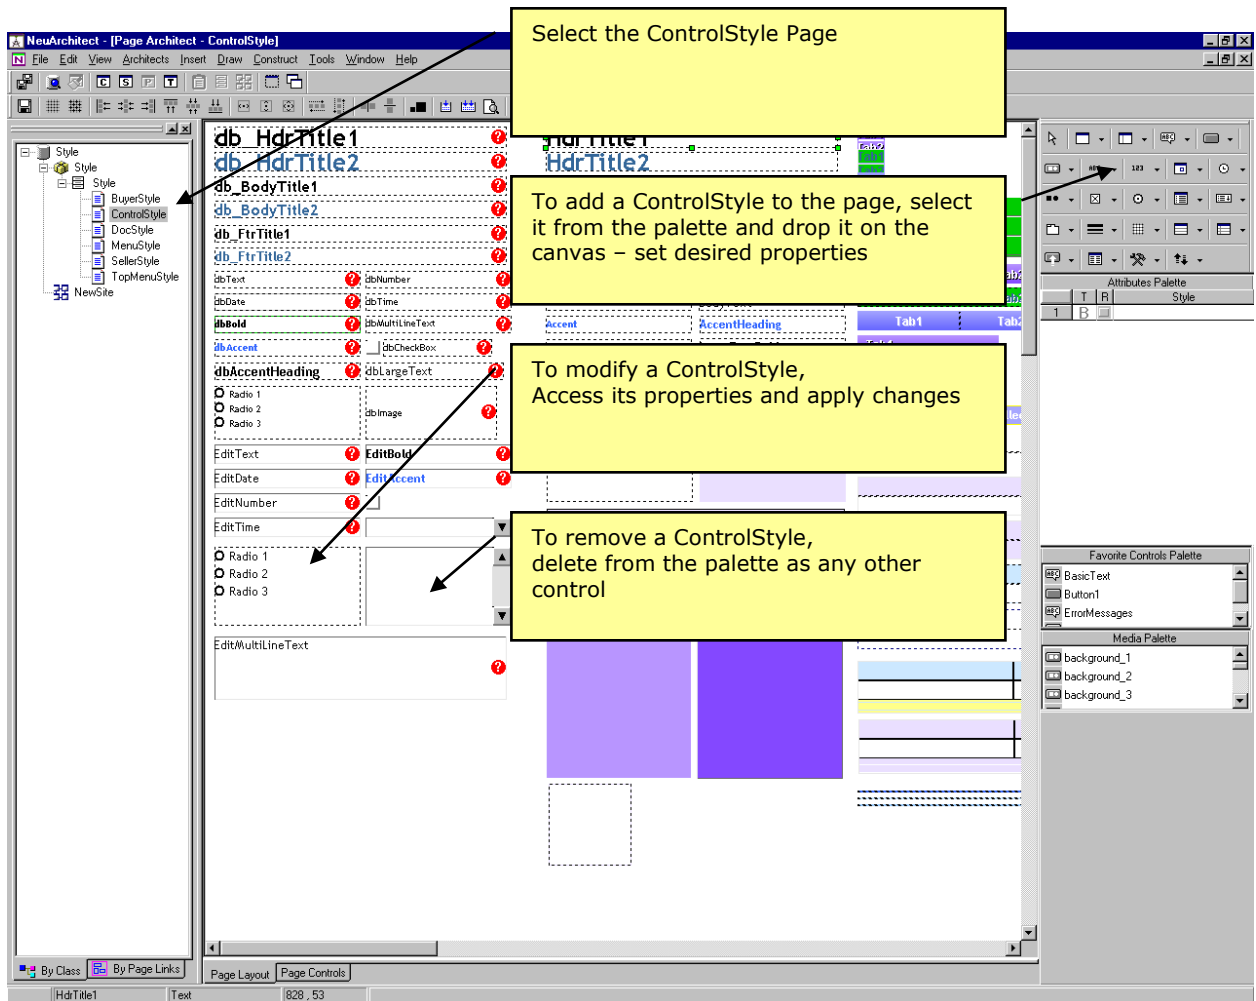 Select the ControlStyle Page
NeuArchitect - [Page Architect - ControlStyle]
File Edit View Architects Insert Draw Construct Tools Window Help
Style
Style
Style
BuyerStyle
ControlStyle
DocStyle
MenuStyle
SellerStyle
TopMenuStyle
NewSite
By Class By Page Links
db_HdrTitle1
db_HdrTitle2
db_BodyTitle1
db_BodyTitle2
db_FtrTitle1
db_FtrTitle2
dbText dbNumber
dbDate dbTime
dbBold dbMultiLineText
dbAccent dbCheckBox
dbAccentHeading dbLargeText
Radio 1
Radio 2
Radio 3
dbImage
EditText EditBold
EditDate EditAccent
EditNumber
EditTime
Radio 1
Radio 2
Radio 3
EditMultiLineText
HdrTitle1
HdrTitle2
To add a ControlStyle to the page, select
it from the palette and drop it on the
canvas – set desired properties
Accent AccentHeading
Tab1
Tab1 Tab2
To modify a ControlStyle,
Access its properties and apply changes
To remove a ControlStyle,
delete from the palette as any other
control
Attributes Palette
T R Style
1 B
Favorite Controls Palette
BasicText
Button1
ErrorMessages
Media Palette
background_1
background_2
background_3
Page Layout Page Controls
HdrTitle1 Text 828 , 53